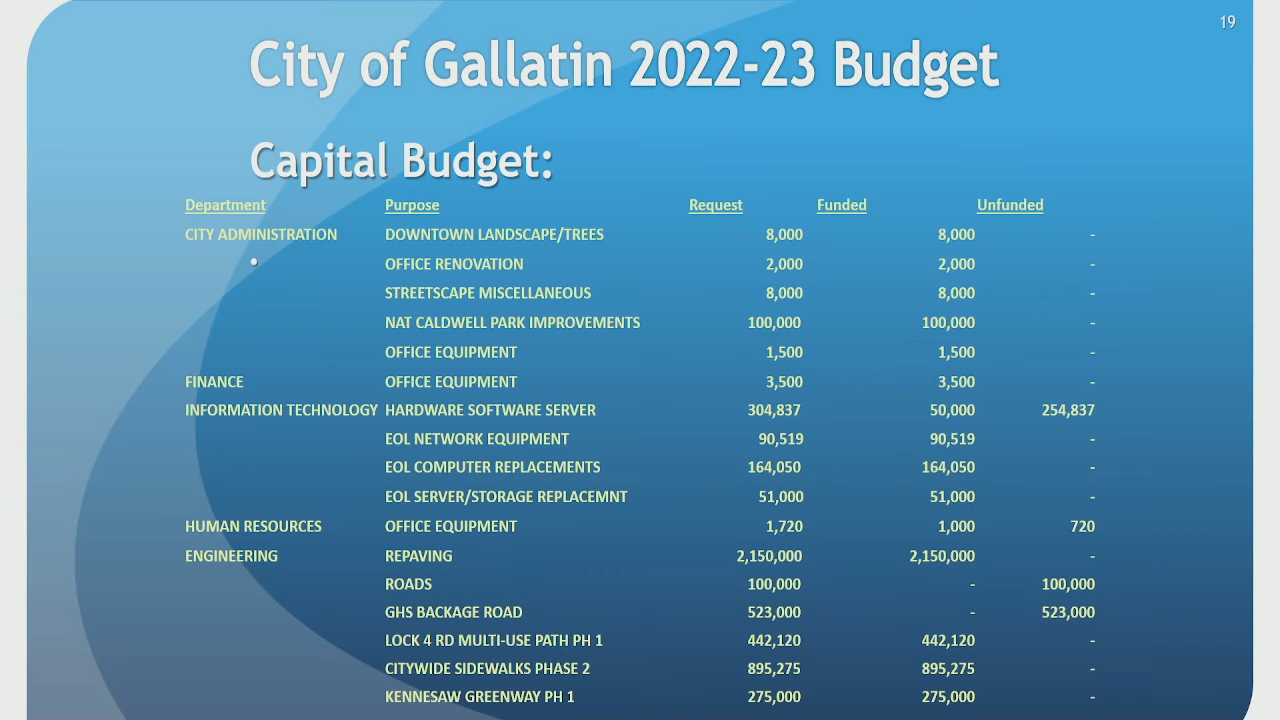 19
City of Gallatin 2022-23 Budget
Capital Budget:
Department Purpose Request Funded Unfunded
CITY ADMINISTRATION DOWNTOWN LANDSCAPE/TREES 8,000 8,000 -
• OFFICE RENOVATION 2,000 2,000 -
STREETSCAPE MISCELLANEOUS 8,000 8,000 -
NAT CALDWELL PARK IMPROVEMENTS 100,000 100,000 -
OFFICE EQUIPMENT 1,500 1,500 -
FINANCE OFFICE EQUIPMENT 3,500 3,500 -
INFORMATION TECHNOLOGY HARDWARE SOFTWARE SERVER 304,837 50,000 254,837
EOL NETWORK EQUIPMENT 90,519 90,519 -
EOL COMPUTER REPLACEMENTS 164,050 164,050 -
EOL SERVER/STORAGE REPLACEMNT 51,000 51,000 -
HUMAN RESOURCES OFFICE EQUIPMENT 1,720 1,000 720
ENGINEERING REPAVING 2,150,000 2,150,000 -
ROADS 100,000 - 100,000
GHS BACKAGE ROAD 523,000 - 523,000
LOCK 4 RD MULTI-USE PATH PH 1 442,120 442,120 -
CITYWIDE SIDEWALKS PHASE 2 895,275 895,275 -
KENNESAW GREENWAY PH 1 275,000 275,000 -